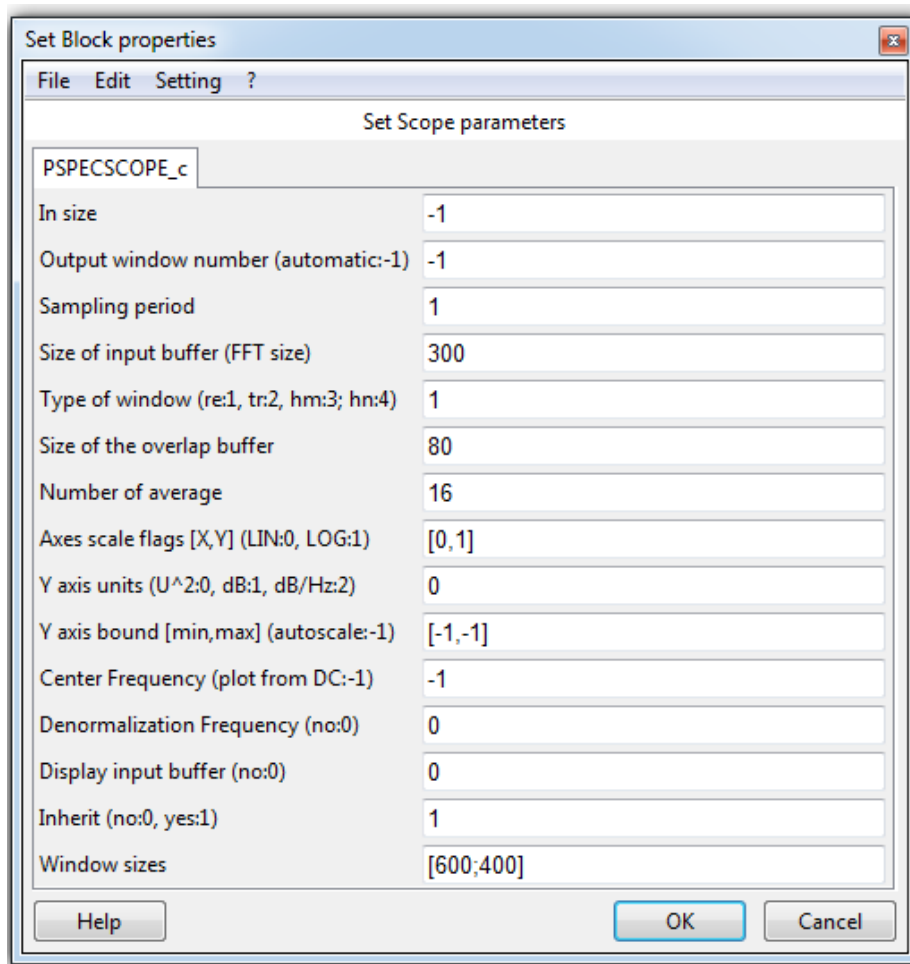 Set Block properties
File Edit Setting ?
Set Scope parameters
PSPECSCOPE_c
In size -1
Output window number (automatic:-1) -1
Sampling period 1
Size of input buffer (FFT size) 300
Type of window (re:1, tr:2, hm:3; hn:4) 1
Size of the overlap buffer 80
Number of average 16
Axes scale flags [X,Y] (LIN:0, LOG:1) [0,1]
Y axis units (U^2:0, dB:1, dB/Hz:2) 0
Y axis bound [min,max] (autoscale:-1) [-1,-1]
Center Frequency (plot from DC:-1) -1
Denormalization Frequency (no:0) 0
Display input buffer (no:0) 0
Inherit (no:0, yes:1) 1
Window sizes [600;400]
Help OK Cancel